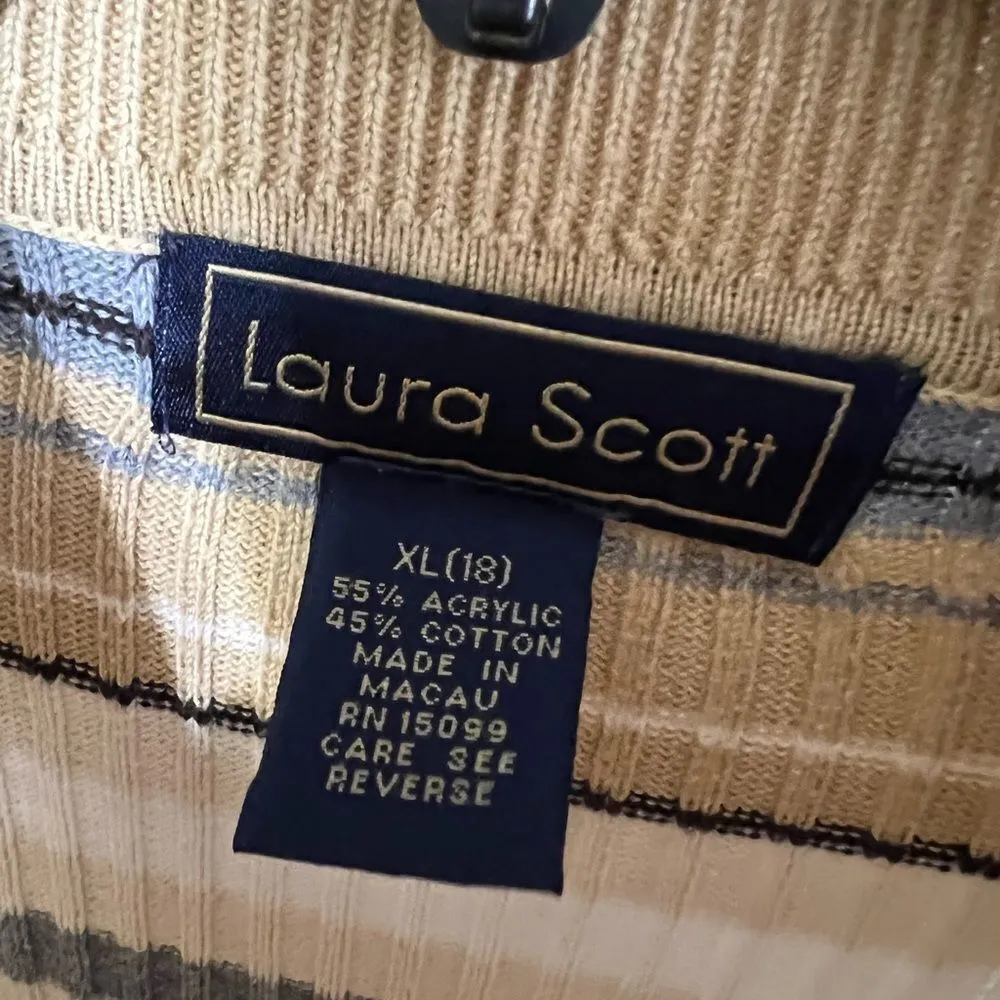 Laura Scott
XL(18)
55% ACRYLIC
45% COTTON
MADE IN
MACAU
RN 15099
CARE SEE
REVERSE